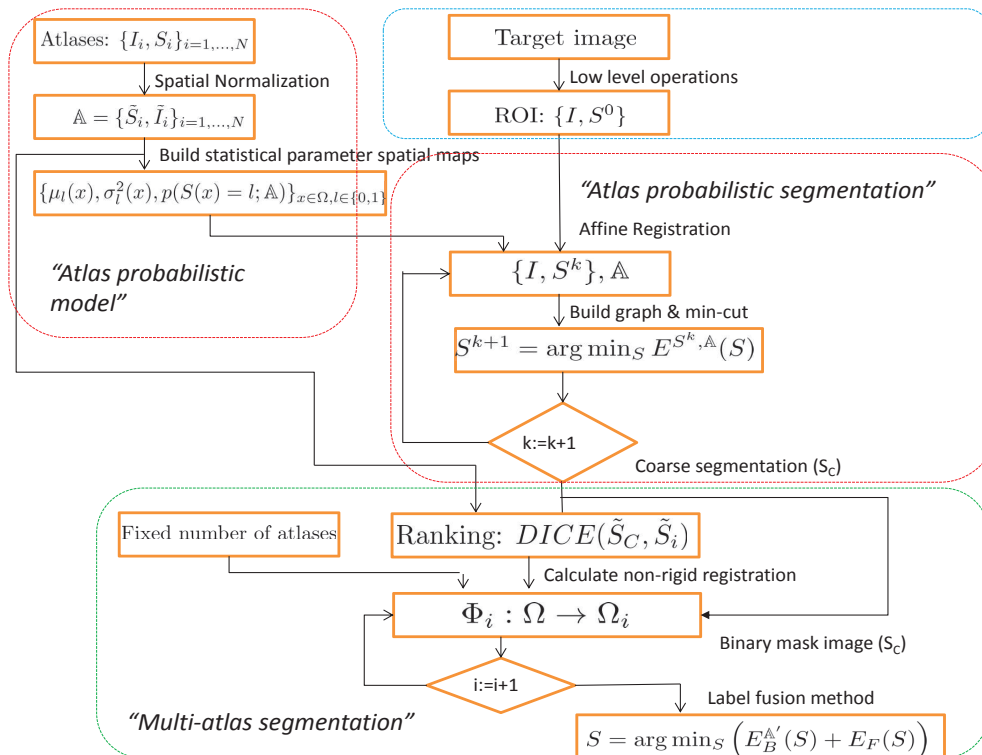 Atlases: {I_i, S_i}_{i=1,...,N}
Spatial Normalization
𝔸 = {S̃_i, Ĩ_i}_{i=1,...,N}
Build statistical parameter spatial maps
{μ_l(x), σ_l^2(x), p(S(x) = l; 𝔸)}_{x∈Ω,l∈{0,1}}
“Atlas probabilistic
model”
Target image
Low level operations
ROI: {I, S^0}
“Atlas probabilistic segmentation”
Affine Registration
{I, S^k}, 𝔸
Build graph & min-cut
S^{k+1} = arg min_S E^{S^k,𝔸}(S)
k:=k+1
Coarse segmentation (S_C)
Fixed number of atlases
Ranking: DICE(S̃_C, S̃_i)
Calculate non-rigid registration
Φ_i : Ω → Ω_i
Binary mask image (S_C)
i:=i+1
Label fusion method
“Multi-atlas segmentation”
S = arg min_S (E_B^{𝔸′}(S) + E_F(S))